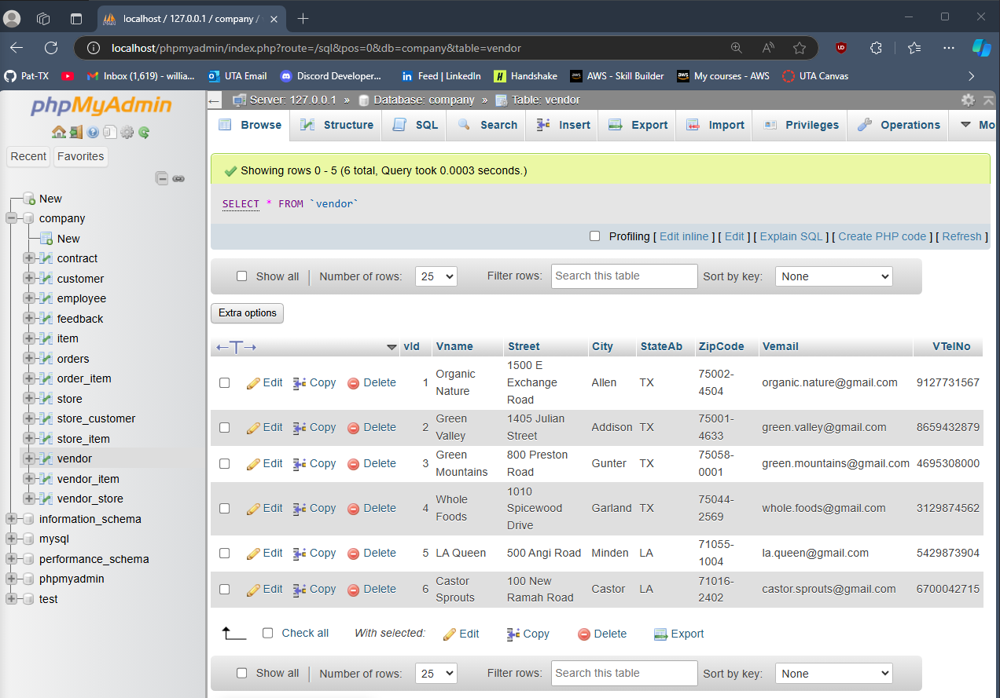 localhost / 127.0.0.1 / company /
localhost/phpmyadmin/index.php?route=/sql&pos=0&db=company&table=vendor
Pat-TX Inbox (1,619) - willia... UTA Email Discord Developer... Feed | LinkedIn Handshake AWS - Skill Builder My courses - AWS UTA Canvas
phpMyAdmin
Recent Favorites
New
company
New
contract
customer
employee
feedback
item
orders
order_item
store
store_customer
store_item
vendor
vendor_item
vendor_store
information_schema
mysql
performance_schema
phpmyadmin
test
Server: 127.0.0.1 » Database: company » Table: vendor
Browse Structure SQL Search Insert Export Import Privileges Operations Mo
Showing rows 0 - 5 (6 total, Query took 0.0003 seconds.)
SELECT * FROM `vendor`
Profiling [ Edit inline ] [ Edit ] [ Explain SQL ] [ Create PHP code ] [ Refresh ]
Show all | Number of rows: 25 Filter rows: Search this table Sort by key: None
Extra options
←T→ vId Vname Street City StateAb ZipCode Vemail VTelNo
Edit Copy Delete 1 Organic Nature 1500 E Exchange Road Allen TX 75002-4504 organic.nature@gmail.com 9127731567
Edit Copy Delete 2 Green Valley 1405 Julian Street Addison TX 75001-4633 green.valley@gmail.com 8659432879
Edit Copy Delete 3 Green Mountains 800 Preston Road Gunter TX 75058-0001 green.mountains@gmail.com 4695308000
Edit Copy Delete 4 Whole Foods 1010 Spicewood Drive Garland TX 75044-2569 whole.foods@gmail.com 3129874562
Edit Copy Delete 5 LA Queen 500 Angi Road Minden LA 71055-1004 la.queen@gmail.com 5429873904
Edit Copy Delete 6 Castor Sprouts 100 New Ramah Road Castor LA 71016-2402 castor.sprouts@gmail.com 6700042715
Check all With selected: Edit Copy Delete Export
Show all | Number of rows: 25 Filter rows: Search this table Sort by key: None